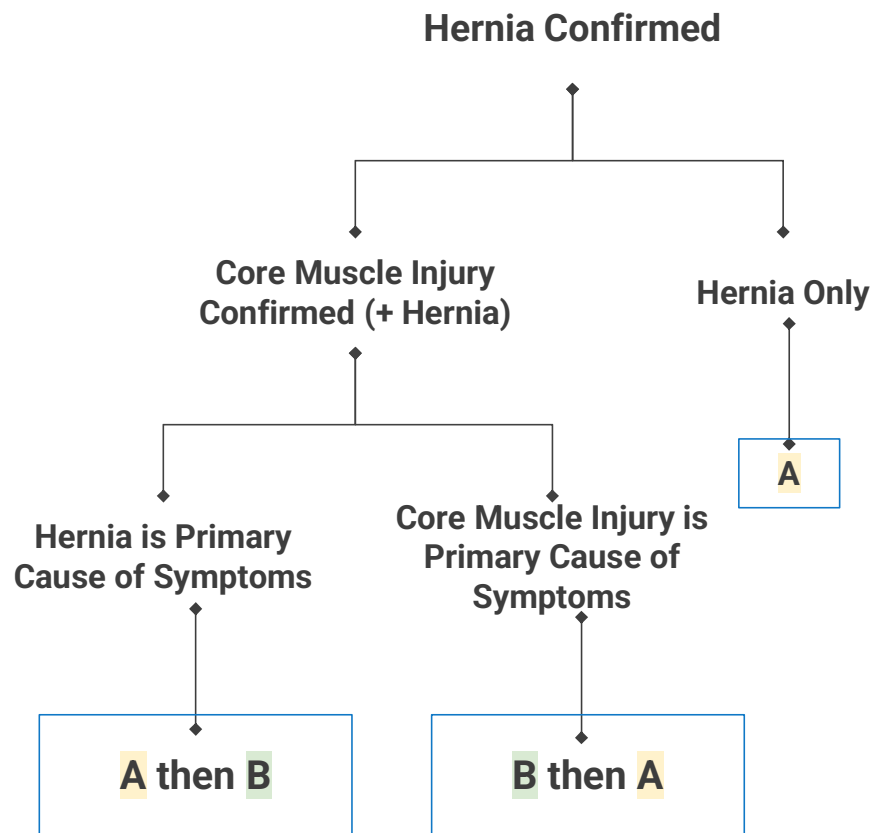 Hernia Confirmed
Core Muscle Injury
Confirmed (+ Hernia)
Hernia Only
A
Hernia is Primary
Cause of Symptoms
Core Muscle Injury is
Primary Cause of
Symptoms
A then B
B then A